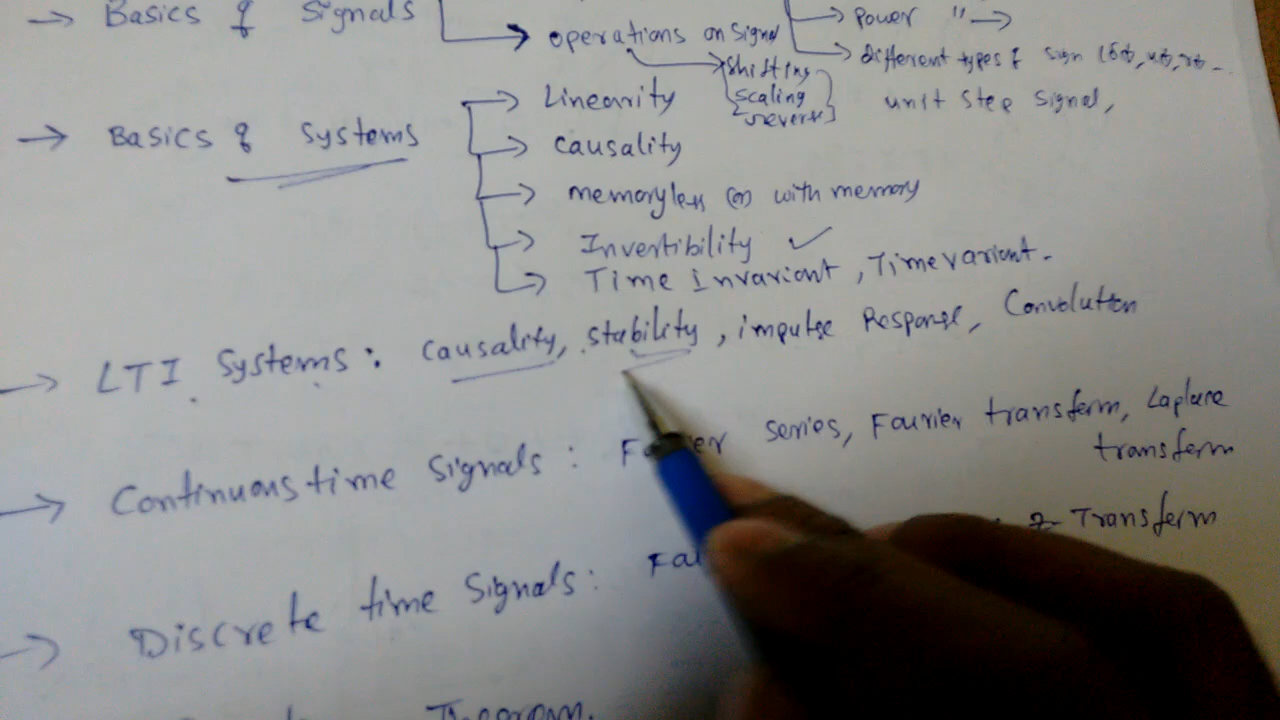 → Basics of Signals
→ operations on signal
→ power " →
→ different types of sign (δ(t), u(t), r(t) -..
→ shifting
scaling
unit step signal,
→ Basics of Systems
→ Linearity
→ causality
→ memoryless (or) with memory
→ Invertibility ✓
→ Time Invariant, Time variant.
→ LTI Systems: causality, stability, impulse Response, Convolution
→ Continuous time Signals: series, Fourier transform, Laplace
transform
→ Discrete time Signals: z-Transform
Theorem.